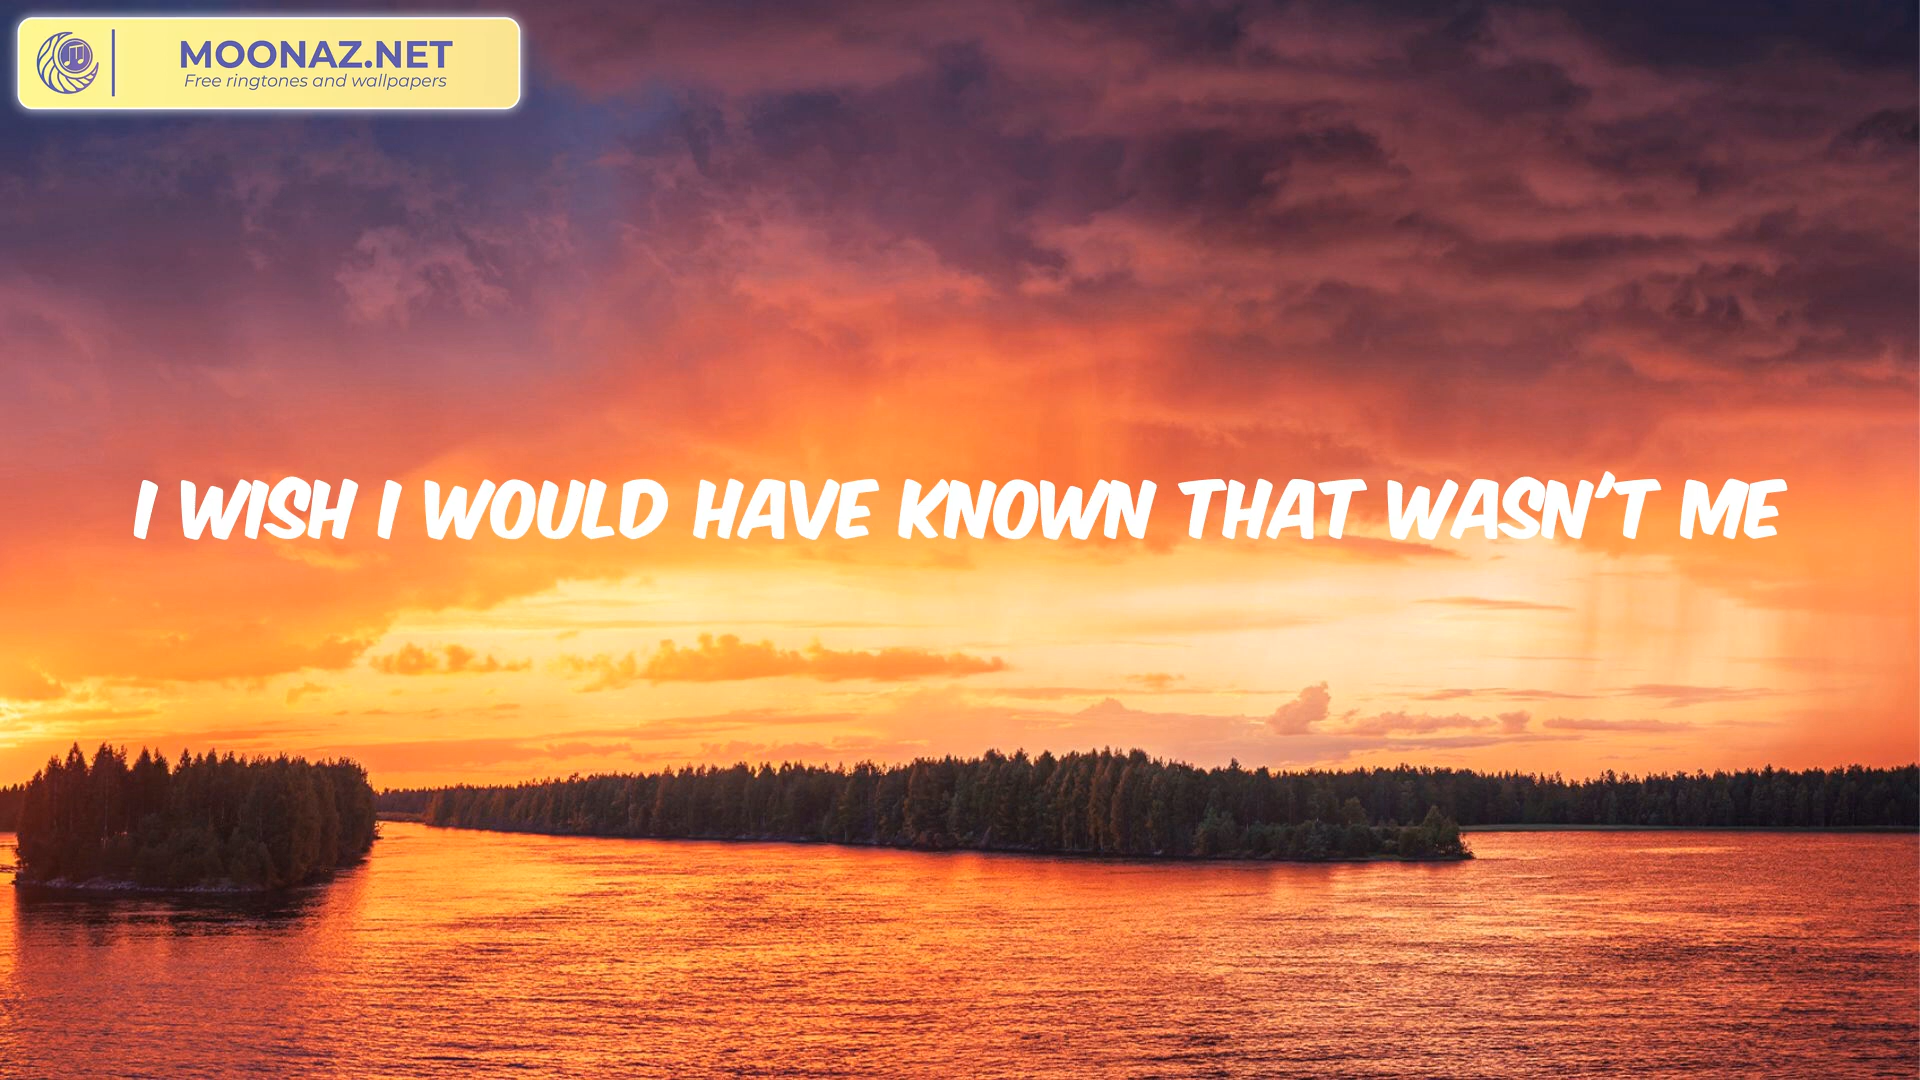 MOONAZ.NET
Free ringtones and wallpapers
I WISH I WOULD HAVE KNOWN THAT WASN'T ME